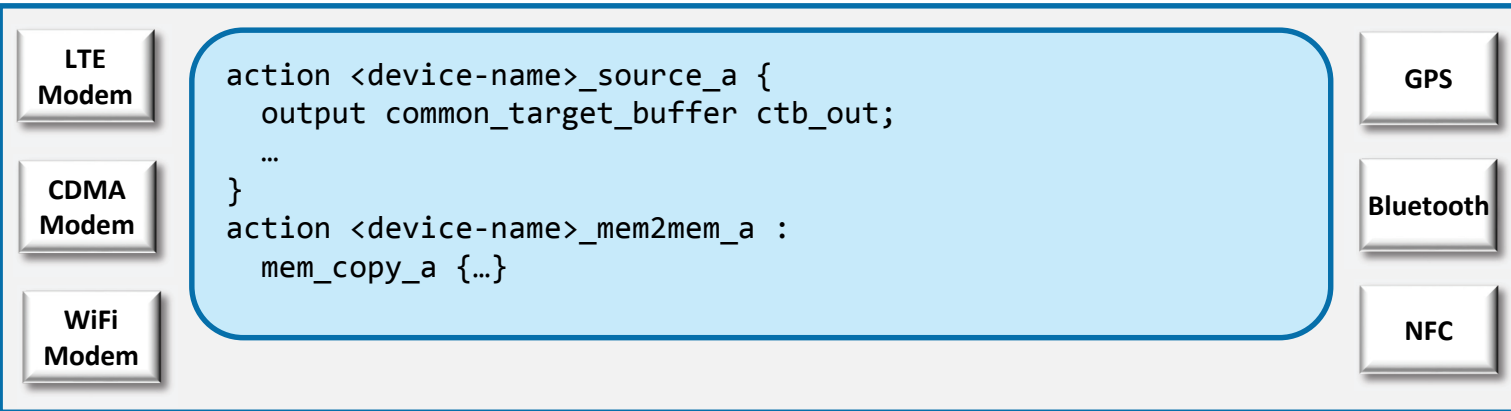 LTE
Modem
CDMA
Modem
WiFi
Modem
action <device-name>_source_a {
  output common_target_buffer ctb_out;
  …
}
action <device-name>_mem2mem_a :
  mem_copy_a {…}
GPS
Bluetooth
NFC